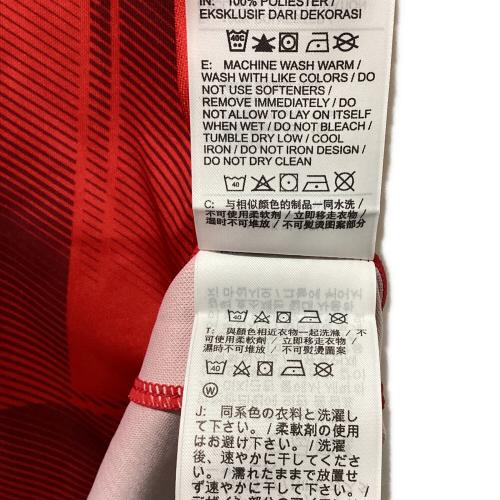 IN: 100% POLIESTER /
EKSKLUSIF DARI DEKORASI
40C
E: MACHINE WASH WARM /
WASH WITH LIKE COLORS / DO
NOT USE SOFTENERS /
REMOVE IMMEDIATELY / DO
NOT ALLOW TO LAY ON ITSELF
WHEN WET / DO NOT BLEACH /
TUMBLE DRY LOW / COOL
IRON / DO NOT IRON DESIGN /
DO NOT DRY CLEAN
40
C: 与相似颜色的制品一同水洗 /
不可使用柔软剂 / 立即移走衣物 /
湿时不可堆放 / 不可熨烫图案部分
40
T: 與顏色相近衣物一起洗滌 / 不
可使用柔軟劑 / 立即移走衣物 /
濕時不可堆放 / 不可熨燙圖案
40
W
J: 同系色の衣料と洗濯し
て下さい。/ 柔軟剤の使用
はお避け下さい。/ 洗濯
後、速やかに干してくださ
い。/ 濡れたままで放置せ
ず速やかに干して下さい。/